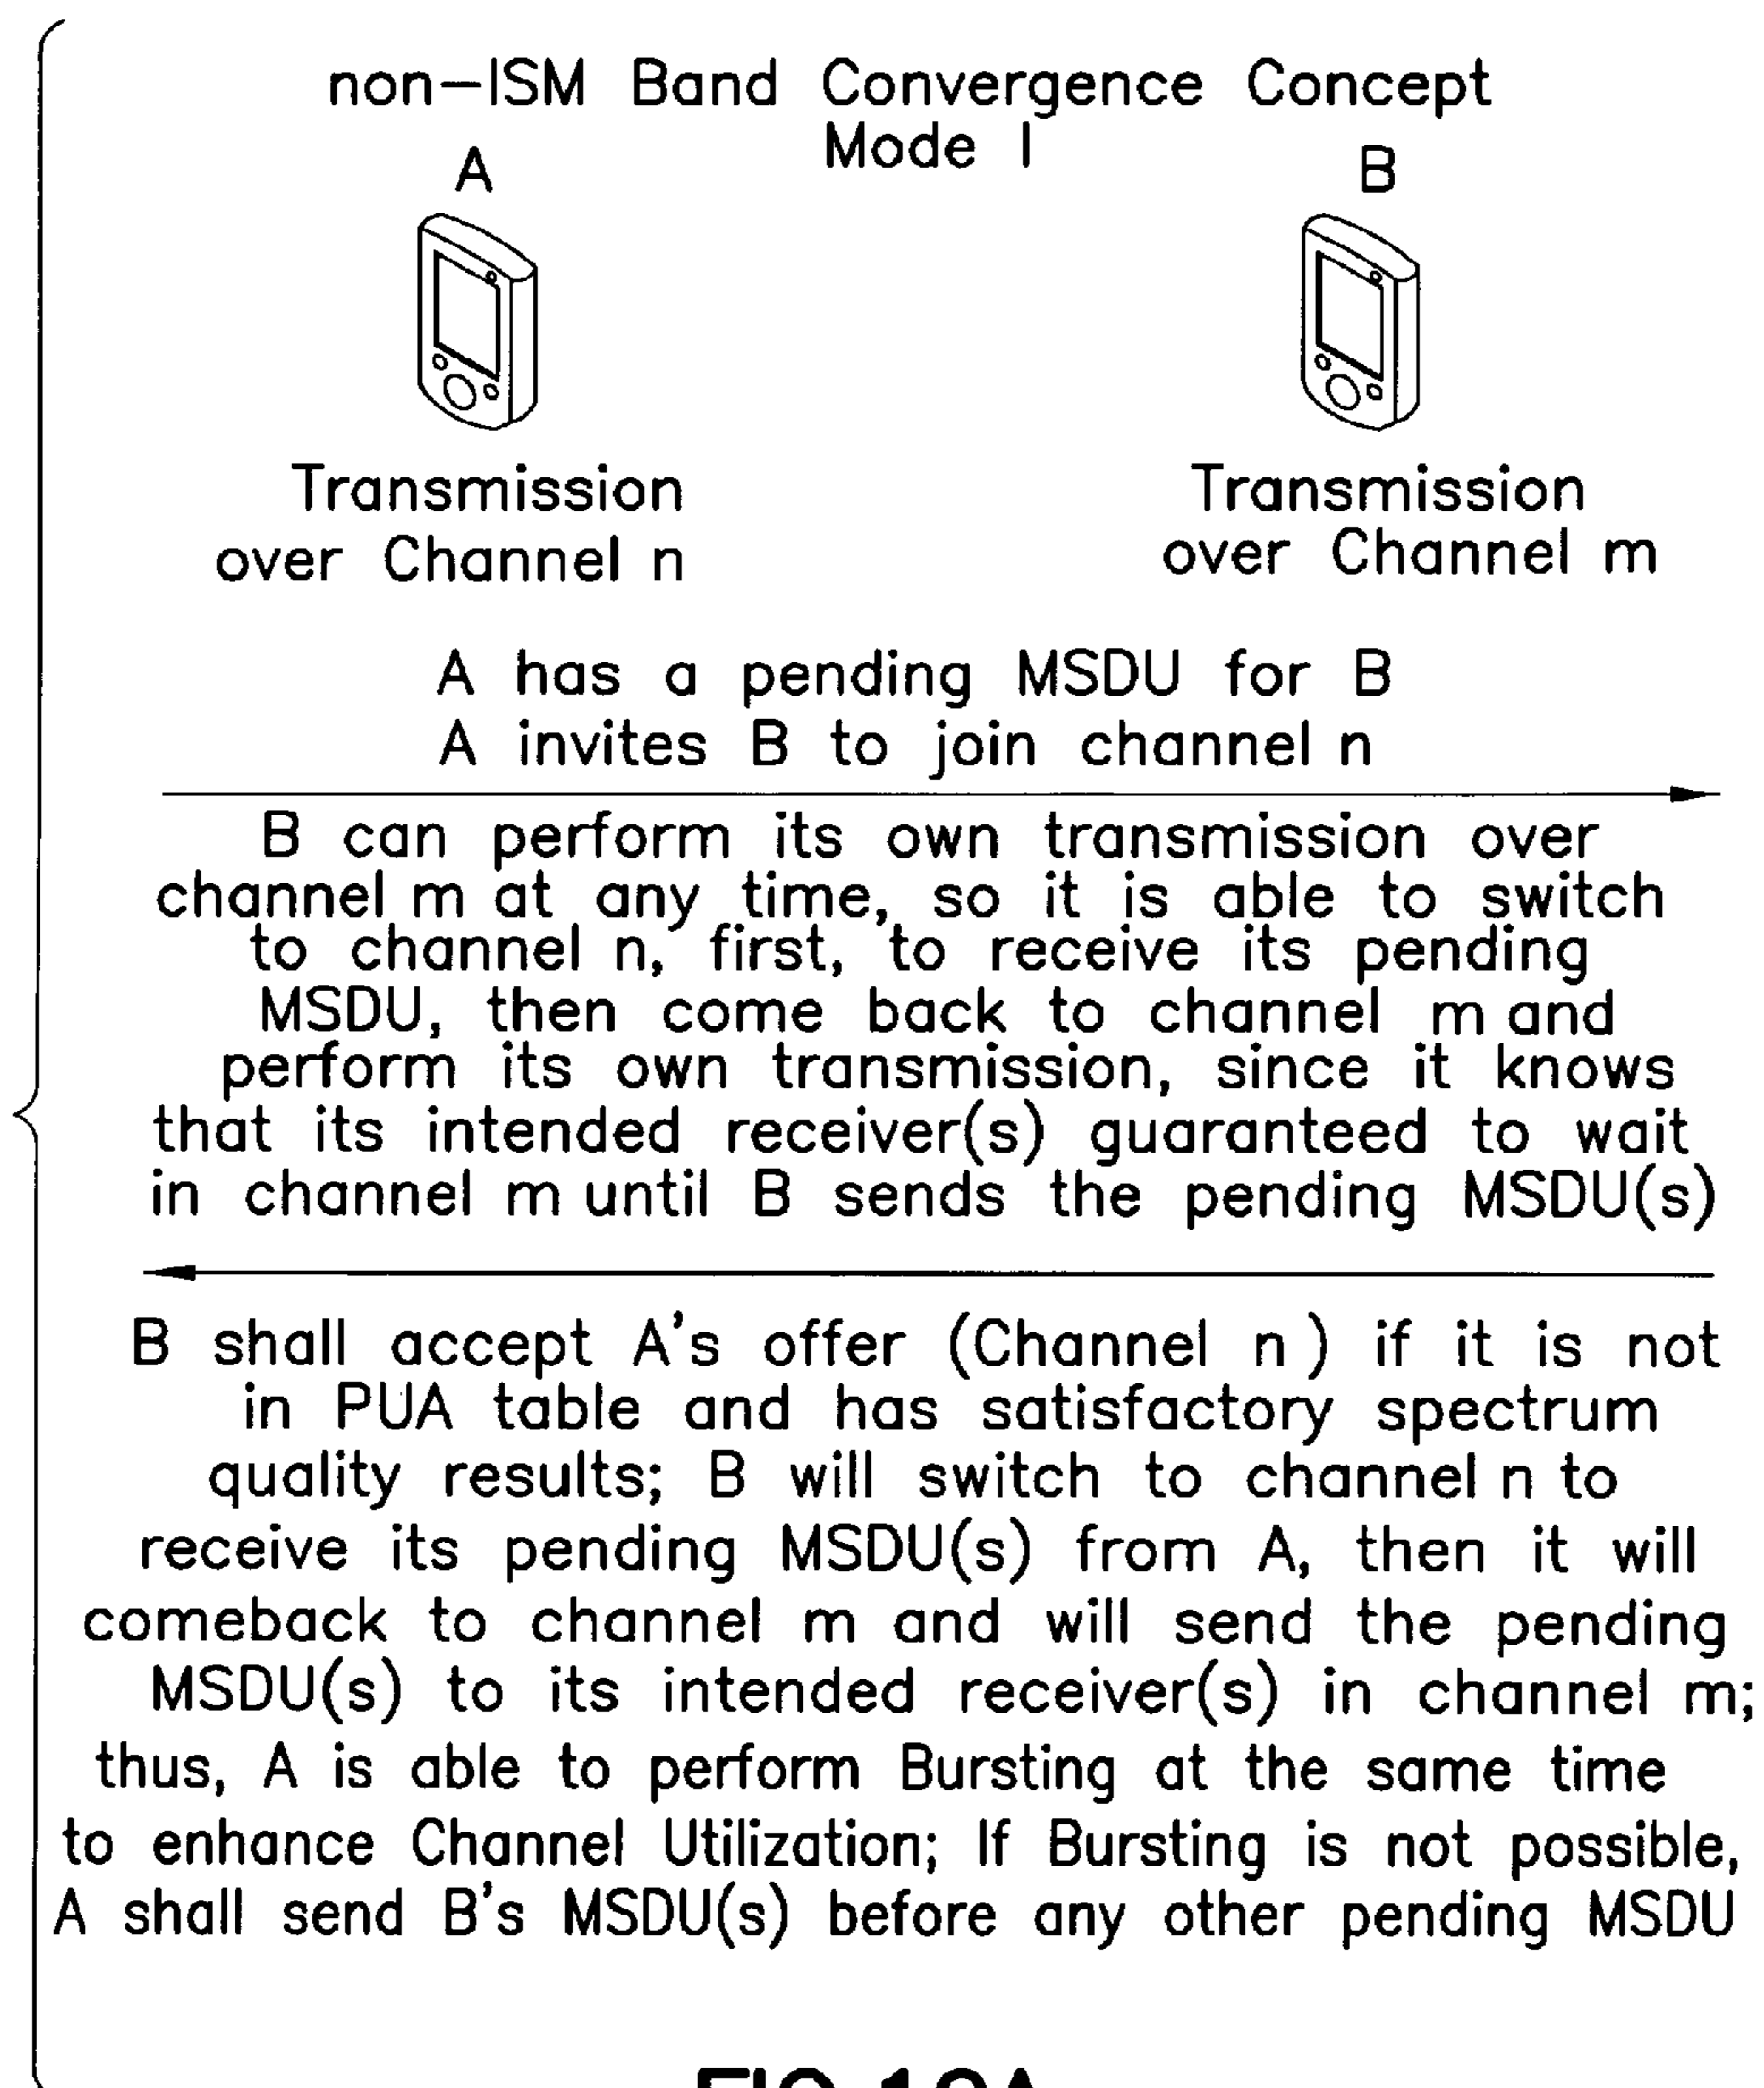 non-ISM Band Convergence Concept
Mode I
A
B
Transmission
over Channel n
Transmission
over Channel m
A has a pending MSDU for B
A invites B to join channel n
B can perform its own transmission over
channel m at any time, so it is able to switch
to channel n, first, to receive its pending
MSDU, then come back to channel m and
perform its own transmission, since it knows
that its intended receiver(s) guaranteed to wait
in channel m until B sends the pending MSDU(s)
B shall accept A's offer (Channel n ) if it is not
in PUA table and has satisfactory spectrum
quality results; B will switch to channel n to
receive its pending MSDU(s) from A, then it will
comeback to channel m and will send the pending
MSDU(s) to its intended receiver(s) in channel m;
thus, A is able to perform Bursting at the same time
to enhance Channel Utilization; If Bursting is not possible,
A shall send B's MSDU(s) before any other pending MSDU